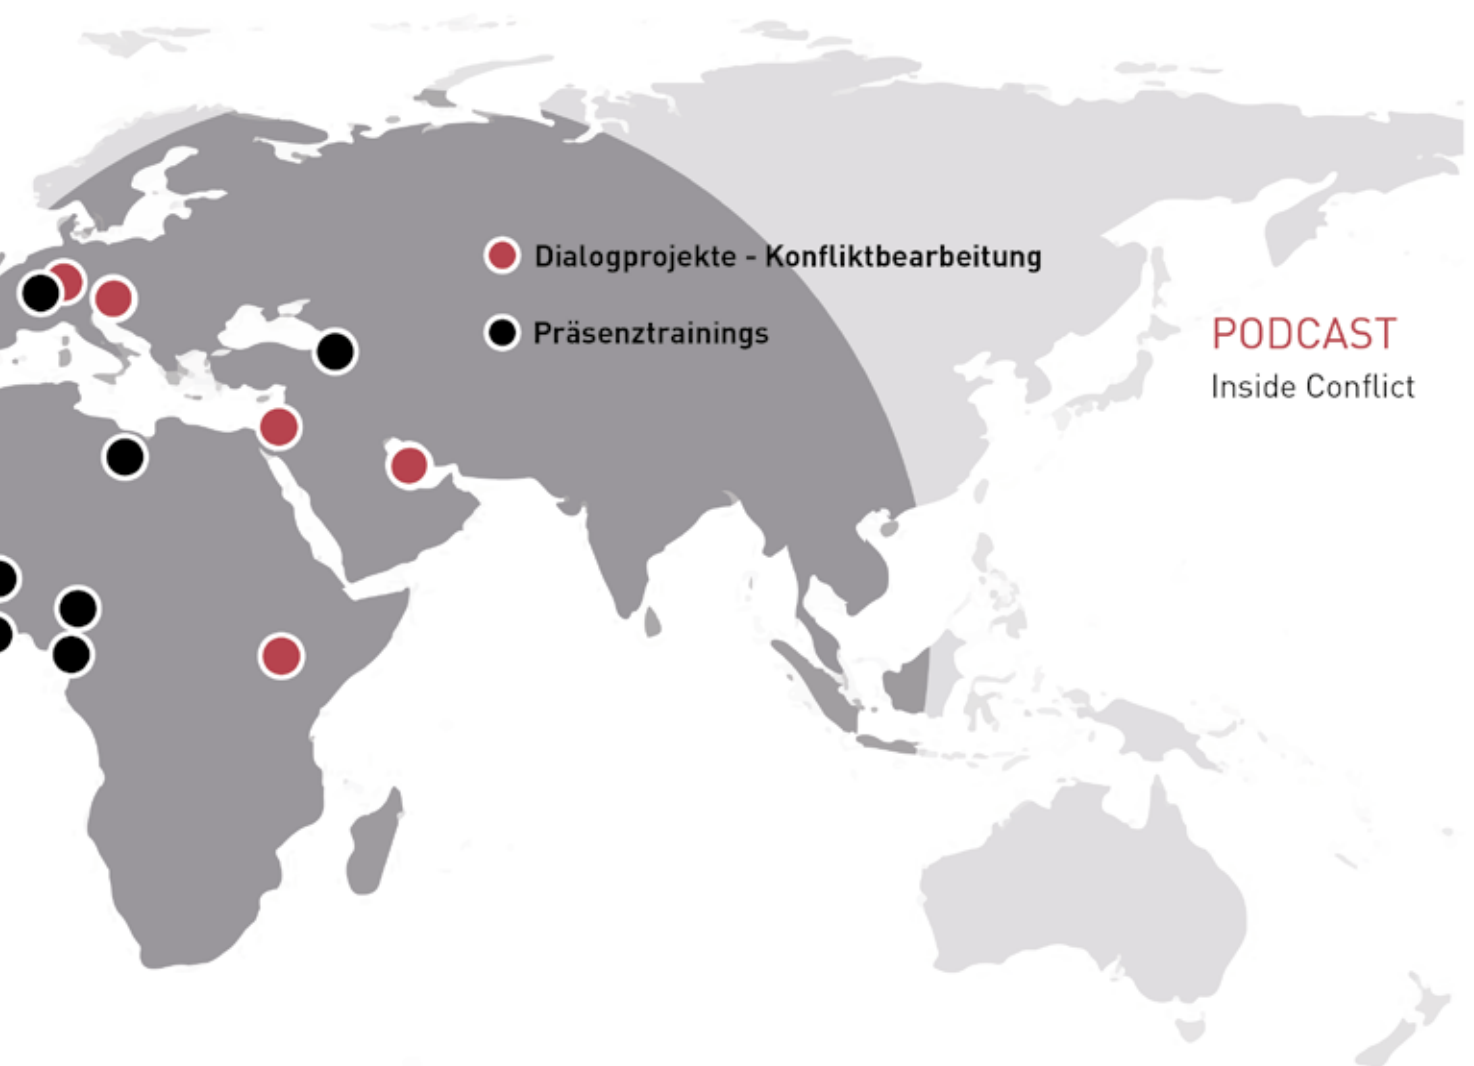 Dialogprojekte - Konfliktbearbeitung
Präsenztrainings
PODCAST
Inside Conflict